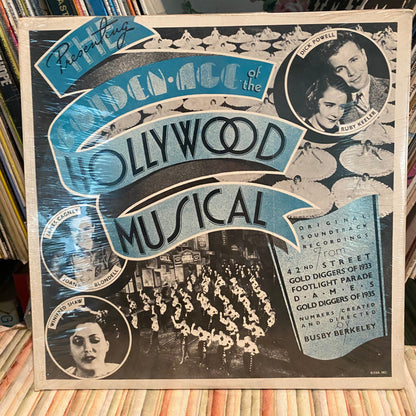 Presenting
THE
GOLDEN·AGE of the
HOLLYWOOD
MUSICAL
DICK POWELL
RUBY KEELER
JAMES CAGNEY
JOAN BLONDELL
WINIFRED SHAW
ORIGINAL
SOUNDTRACK
RECORDINGS
from
42ND STREET
GOLD DIGGERS OF 1933
FOOTLIGHT PARADE
D·A·M·E·S
GOLD DIGGERS OF 1935
NUMBERS CREATED
AND DIRECTED
BY
BUSBY BERKELEY